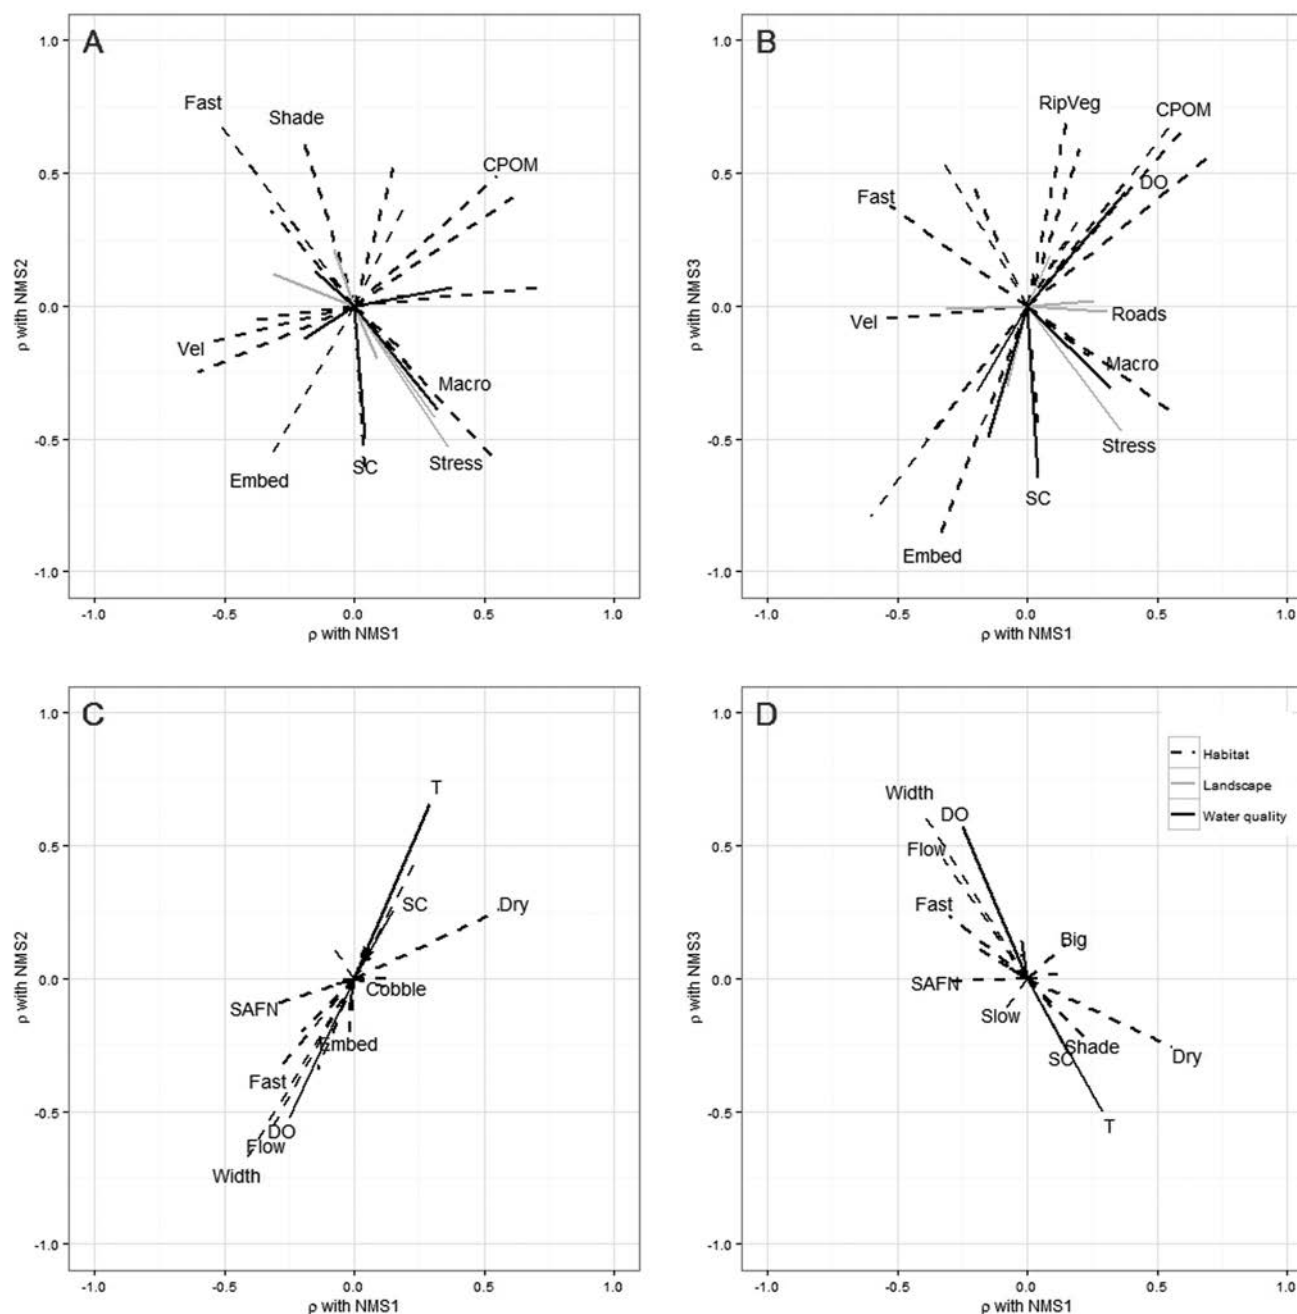 A
Fast
Shade
CPOM
Vel
Macro
Embed
SC
Stress
1.0
0.5
0.0
-0.5
-1.0
ρ with NMS2
-1.0 -0.5 0.0 0.5 1.0
ρ with NMS1
B
RipVeg
CPOM
DO
Fast
Vel
Roads
Macro
Stress
SC
Embed
1.0
0.5
0.0
-0.5
-1.0
ρ with NMS3
-1.0 -0.5 0.0 0.5 1.0
ρ with NMS1
C
T
SC
Dry
Cobble
SAFN
Embed
Fast
DO
Flow
Width
1.0
0.5
0.0
-0.5
-1.0
ρ with NMS2
-1.0 -0.5 0.0 0.5 1.0
ρ with NMS1
D
Habitat
Landscape
Water quality
Width
DO
Flow
Fast
Big
SAFN
Slow
Shade
SC
Dry
T
1.0
0.5
0.0
-0.5
-1.0
ρ with NMS3
-1.0 -0.5 0.0 0.5 1.0
ρ with NMS1